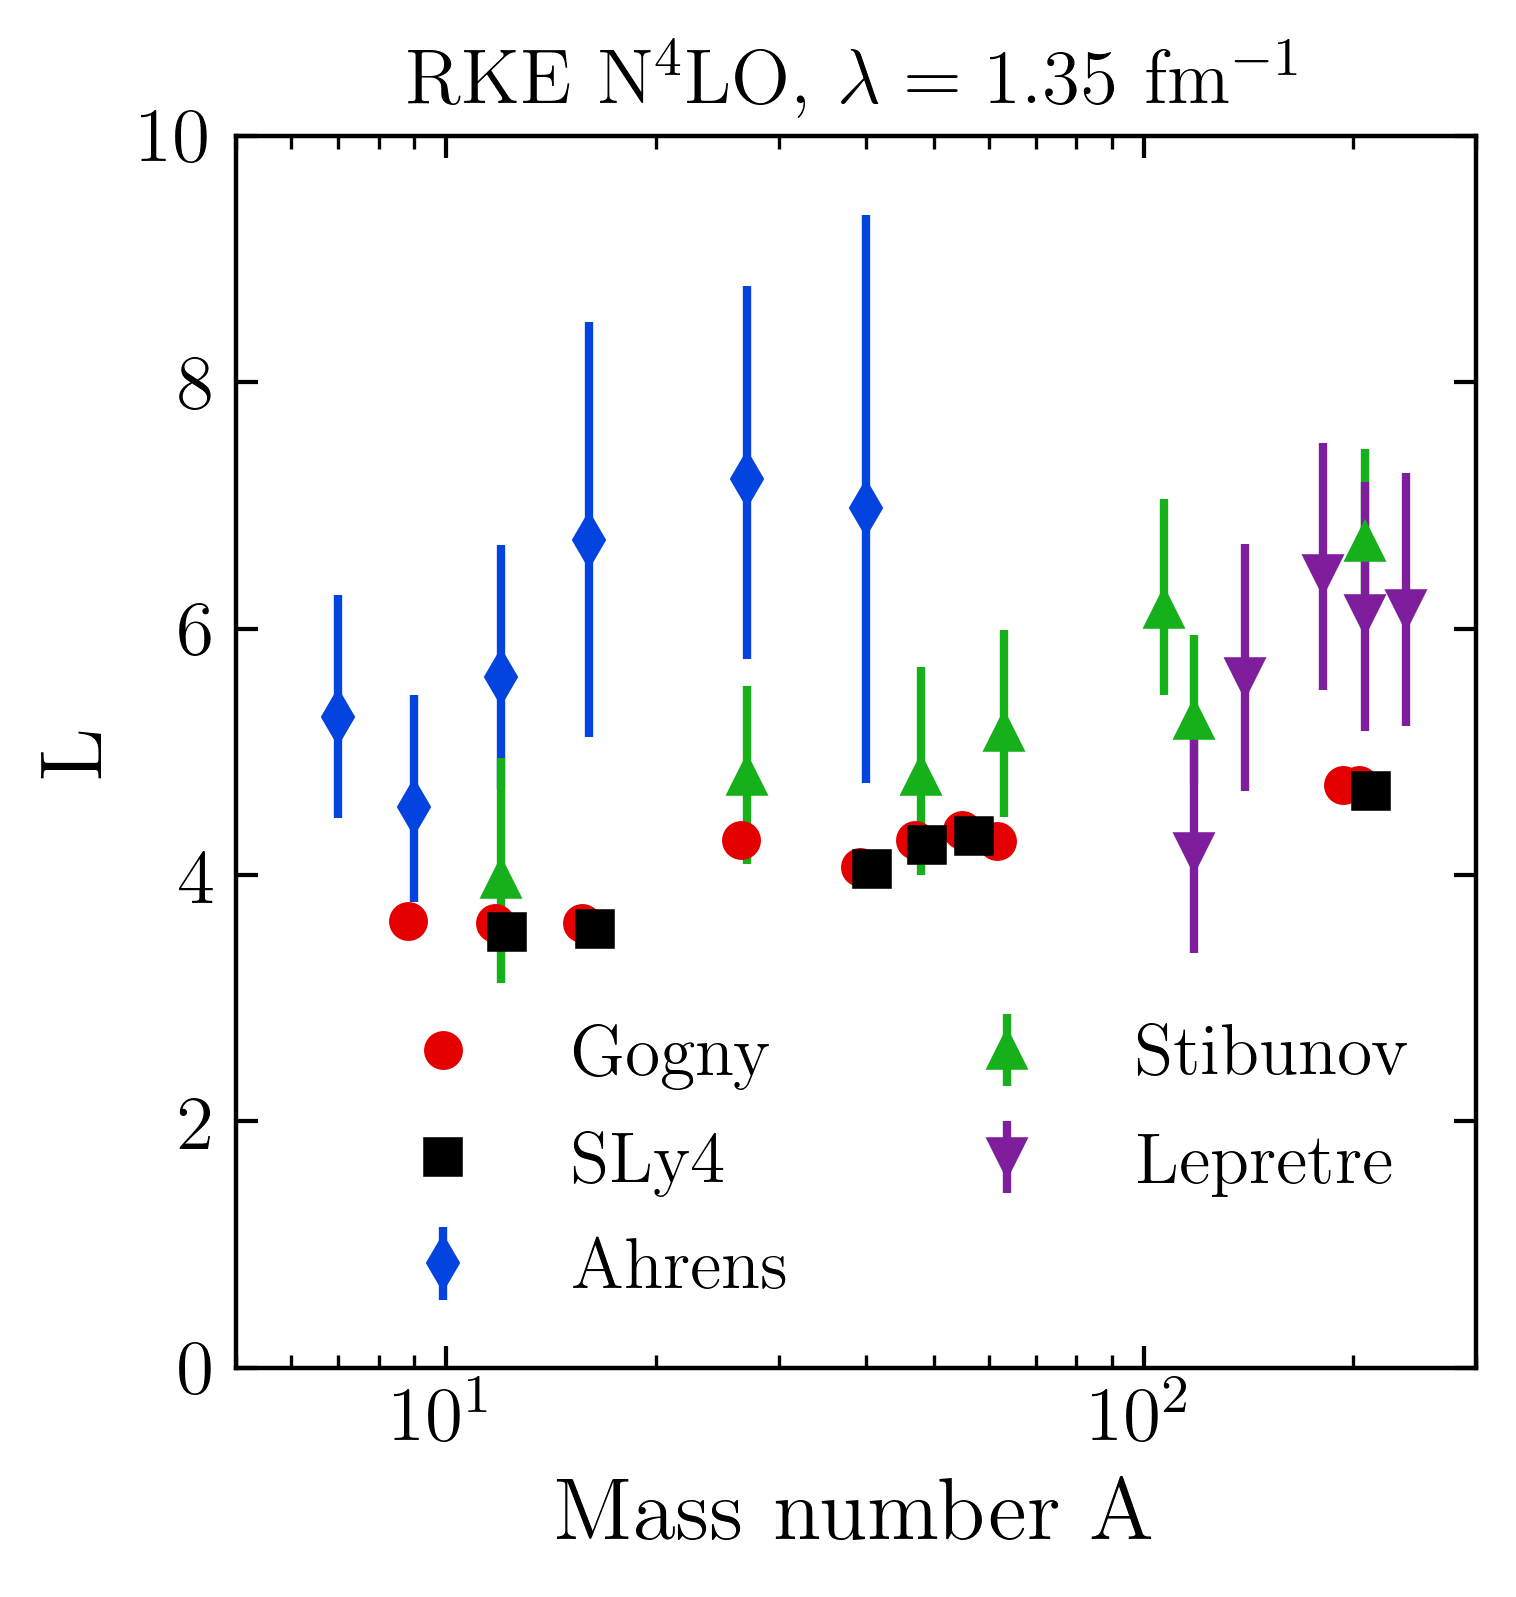 RKE N⁴LO, λ = 1.35 fm⁻¹
10
8
6
4
2
0
L
Gogny
SLy4
Ahrens
Stibunov
Lepretre
10¹ 10²
Mass number A